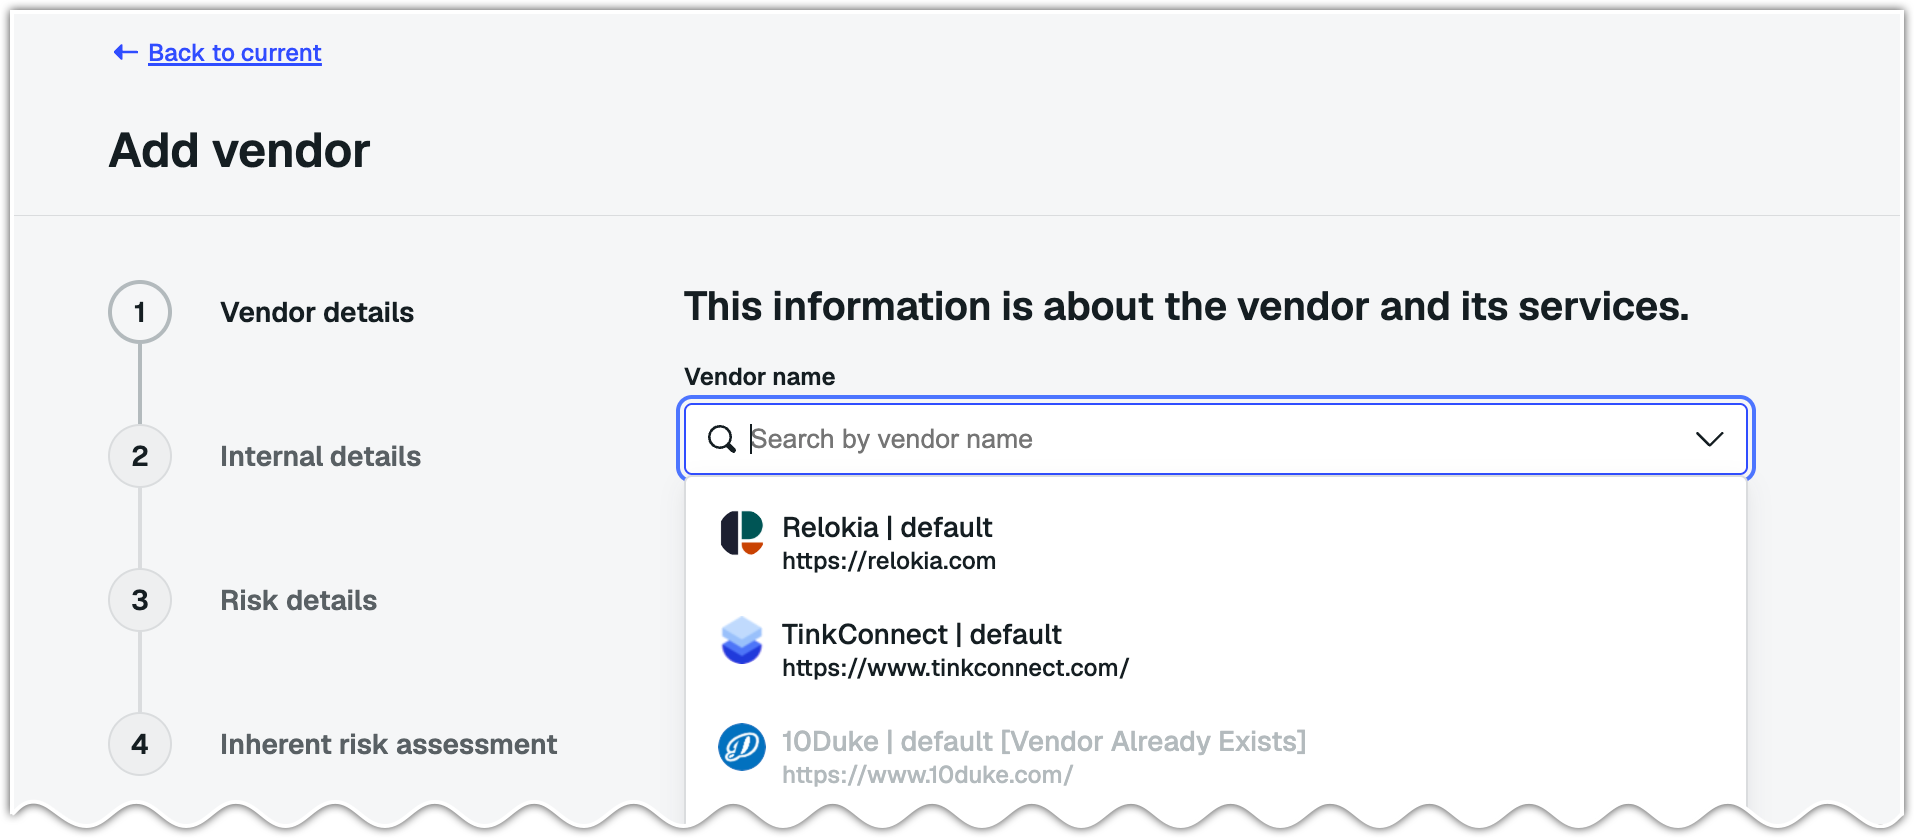 Back to current
Add vendor
1 Vendor details
2 Internal details
3 Risk details
4 Inherent risk assessment
This information is about the vendor and its services.
Vendor name
Search by vendor name
Relokia | default
https://relokia.com
TinkConnect | default
https://www.tinkconnect.com/
10Duke | default [Vendor Already Exists]
https://www.10duke.com/